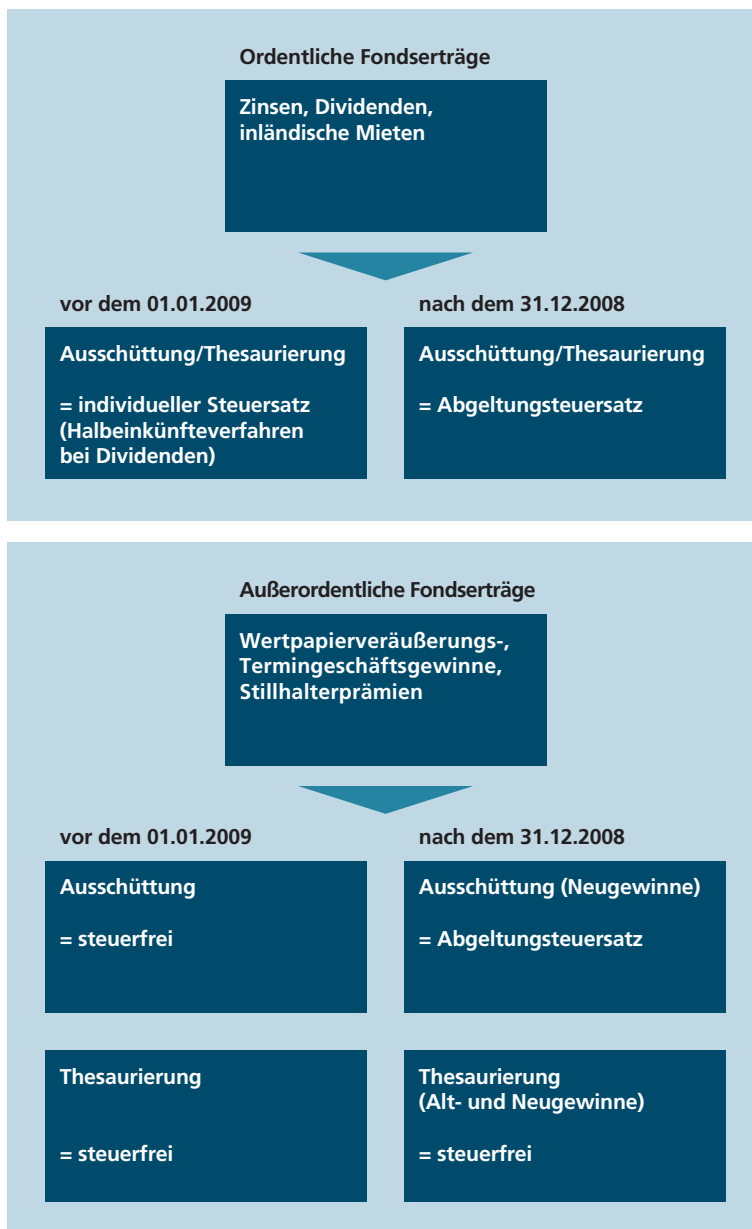 Ordentliche Fondserträge
Zinsen, Dividenden,
inländische Mieten
vor dem 01.01.2009
Ausschüttung/Thesaurierung
= individueller Steuersatz
(Halbeinkünfteverfahren
bei Dividenden)
nach dem 31.12.2008
Ausschüttung/Thesaurierung
= Abgeltungsteuersatz
Außerordentliche Fondserträge
Wertpapierveräußerungs-,
Termingeschäftsgewinne,
Stillhalterprämien
vor dem 01.01.2009
Ausschüttung
= steuerfrei
Thesaurierung
= steuerfrei
nach dem 31.12.2008
Ausschüttung (Neugewinne)
= Abgeltungsteuersatz
Thesaurierung
(Alt- und Neugewinne)
= steuerfrei